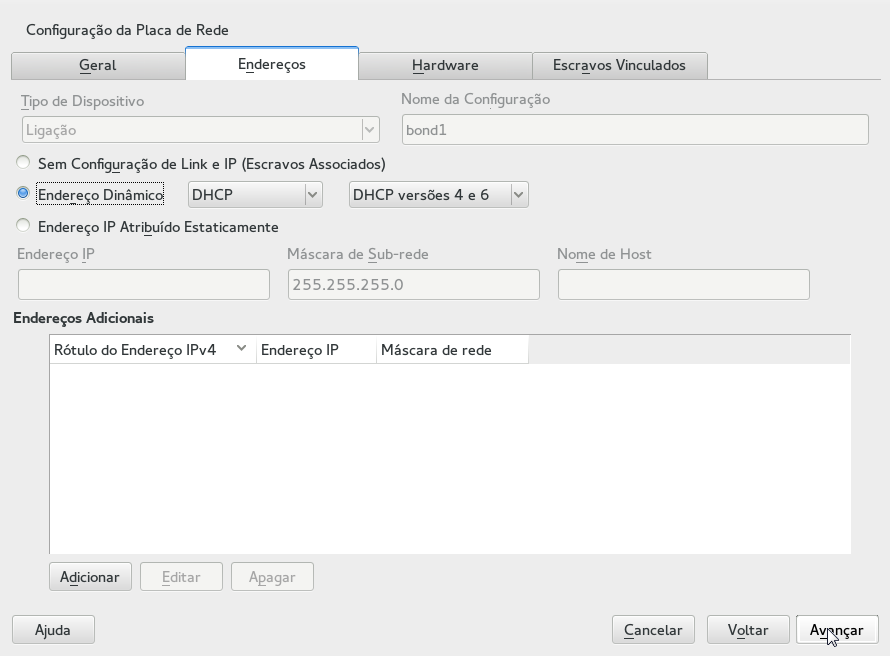 Configuração da Placa de Rede
Geral Endereços Hardware Escravos Vinculados
Tipo de Dispositivo Nome da Configuração
Ligação bond1
Sem Configuração de Link e IP (Escravos Associados)
Endereço Dinâmico DHCP DHCP versões 4 e 6
Endereço IP Atribuído Estaticamente
Endereço IP Máscara de Sub-rede Nome de Host
255.255.255.0
Endereços Adicionais
Rótulo do Endereço IPv4 Endereço IP Máscara de rede
Adicionar Editar Apagar
Ajuda Cancelar Voltar Avançar